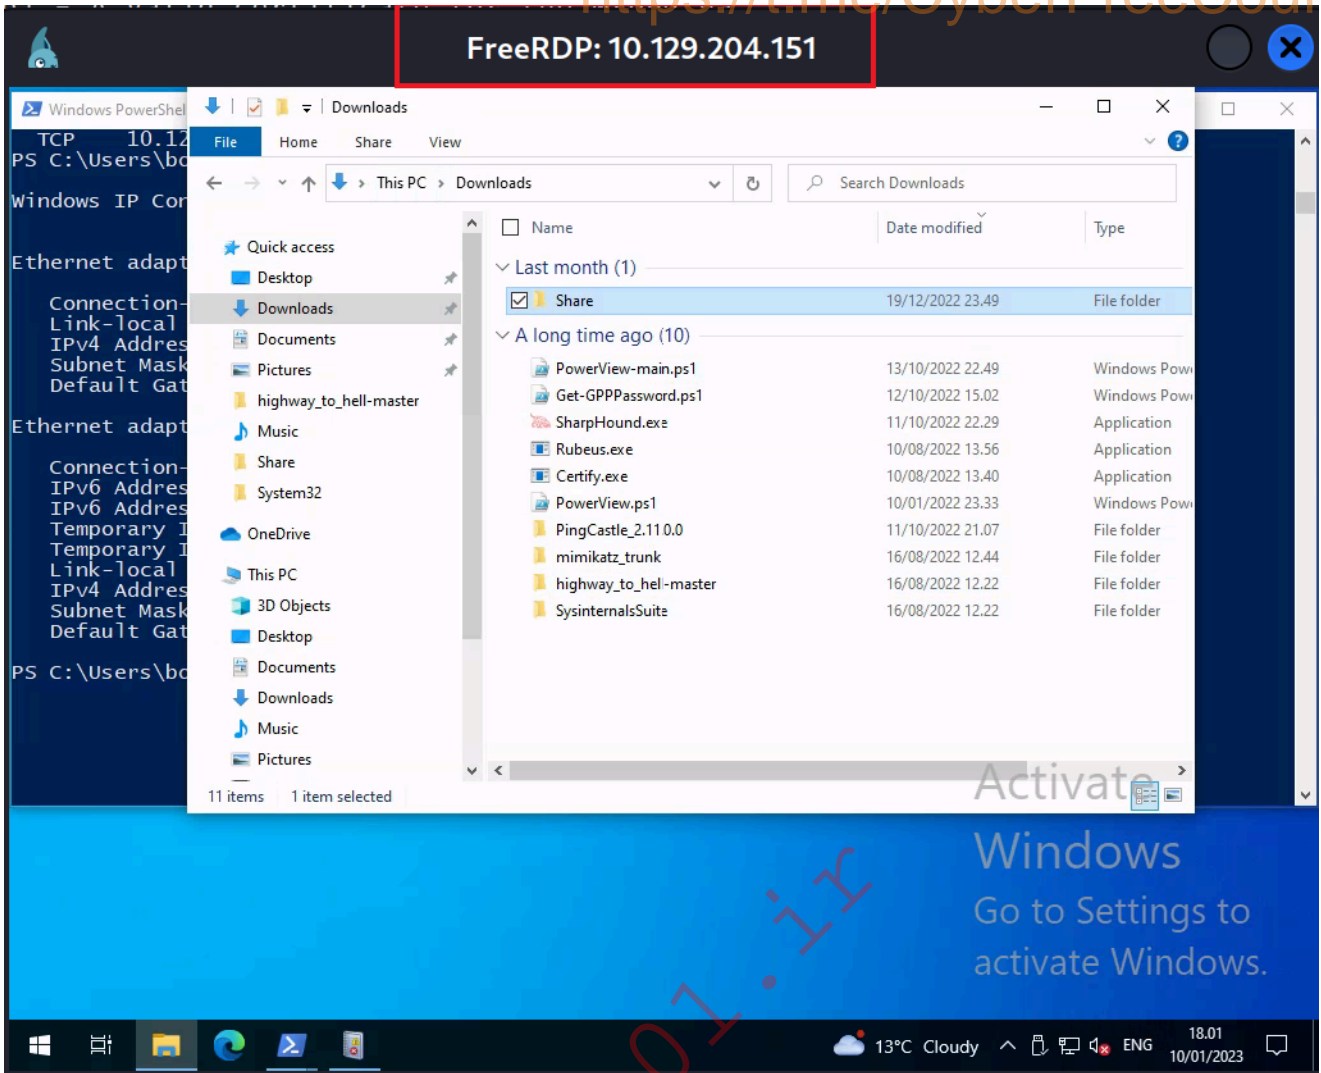 https://t.me/CyberFreeCour
FreeRDP: 10.129.204.151
Windows PowerShel
TCP 10.12
PS C:\Users\bo
Windows IP Cor
Ethernet adapt
Connection-
Link-local
IPv4 Addres
Subnet Mask
Default Gat
Ethernet adapt
Connection-
IPv6 Addres
IPv6 Addres
Temporary I
Temporary I
Link-local
IPv4 Addres
Subnet Mask
Default Gat
PS C:\Users\bo
Downloads
File Home Share View
This PC > Downloads
Search Downloads
Quick access
Desktop
Downloads
Documents
Pictures
highway_to_hell-master
Music
Share
System32
OneDrive
This PC
3D Objects
Desktop
Documents
Downloads
Music
Pictures
Name Date modified Type
Last month (1)
Share 19/12/2022 23.49 File folder
A long time ago (10)
PowerView-main.ps1 13/10/2022 22.49 Windows Pow
Get-GPPPassword.ps1 12/10/2022 15.02 Windows Pow
SharpHound.exe 11/10/2022 22.29 Application
Rubeus.exe 10/08/2022 13.56 Application
Certify.exe 10/08/2022 13.40 Application
PowerView.ps1 10/01/2022 23.33 Windows Pow
PingCastle_2.11.0.0 11/10/2022 21.07 File folder
mimikatz_trunk 16/08/2022 12.44 File folder
highway_to_hell-master 16/08/2022 12.22 File folder
SysinternalsSuite 16/08/2022 12.22 File folder
11 items 1 item selected
Activate
Windows
Go to Settings to
activate Windows.
01.ir
13°C Cloudy ENG
18.01
10/01/2023